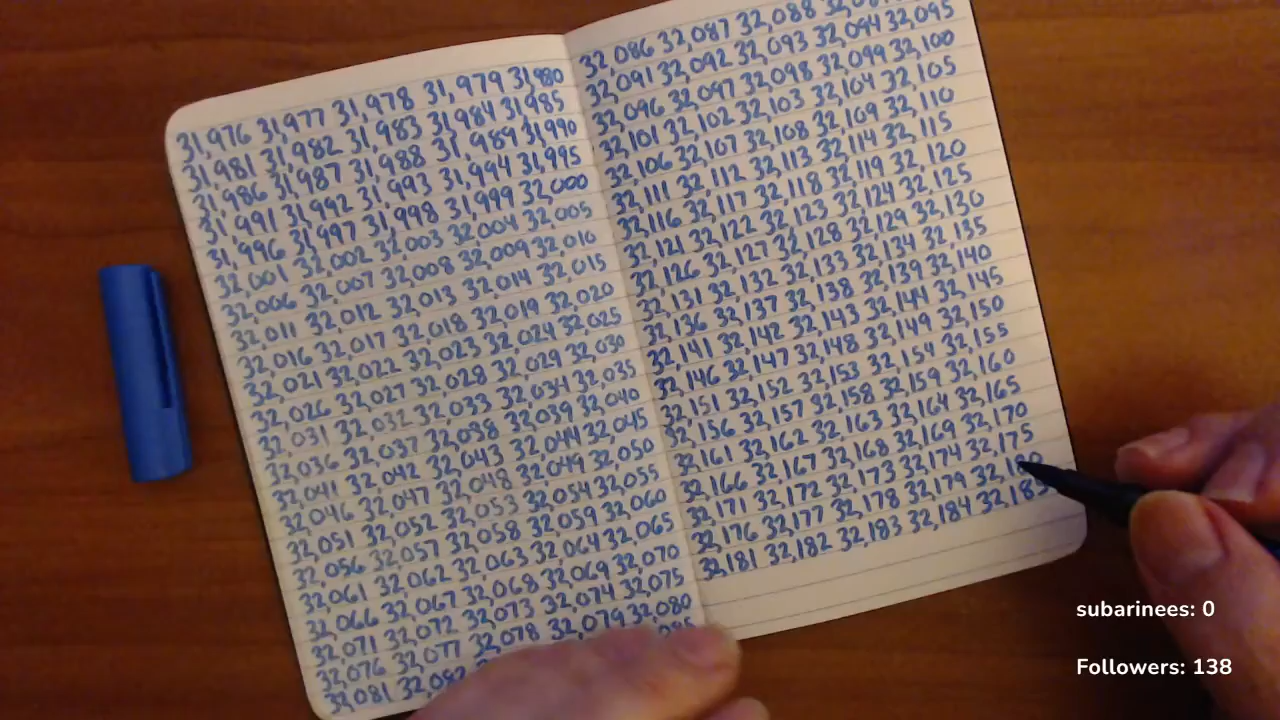 31,976 31,977 31,978 31,979 31,980
31,981 31,982 31,983 31,984 31,985
31,986 31,987 31,988 31,989 31,990
31,991 31,992 31,993 31,994 31,995
31,996 31,997 31,998 31,999 32,000
32,001 32,002 32,003 32,004 32,005
32,006 32,007 32,008 32,009 32,010
32,011 32,012 32,013 32,014 32,015
32,016 32,017 32,018 32,019 32,020
32,021 32,022 32,023 32,024 32,025
32,026 32,027 32,028 32,029 32,030
32,031 32,032 32,033 32,034 32,035
32,036 32,037 32,038 32,039 32,040
32,041 32,042 32,043 32,044 32,045
32,046 32,047 32,048 32,049 32,050
32,051 32,052 32,053 32,054 32,055
32,056 32,057 32,058 32,059 32,060
32,061 32,062 32,063 32,064 32,065
32,066 32,067 32,068 32,069 32,070
32,071 32,072 32,073 32,074 32,075
32,076 32,077 32,078 32,079 32,080
32,081 32,082
32,086 32,087 32,088
32,091 32,092 32,093 32,094 32,095
32,096 32,097 32,098 32,099 32,100
32,101 32,102 32,103 32,104 32,105
32,106 32,107 32,108 32,109 32,110
32,111 32,112 32,113 32,114 32,115
32,116 32,117 32,118 32,119 32,120
32,121 32,122 32,123 32,124 32,125
32,126 32,127 32,128 32,129 32,130
32,131 32,132 32,133 32,134 32,135
32,136 32,137 32,138 32,139 32,140
32,141 32,142 32,143 32,144 32,145
32,146 32,147 32,148 32,149 32,150
32,151 32,152 32,153 32,154 32,155
32,156 32,157 32,158 32,159 32,160
32,161 32,162 32,163 32,164 32,165
32,166 32,167 32,168 32,169 32,170
32,171 32,172 32,173 32,174 32,175
32,176 32,177 32,178 32,179 32,180
32,181 32,182 32,183 32,184 32,185
subarinees: 0
Followers: 138